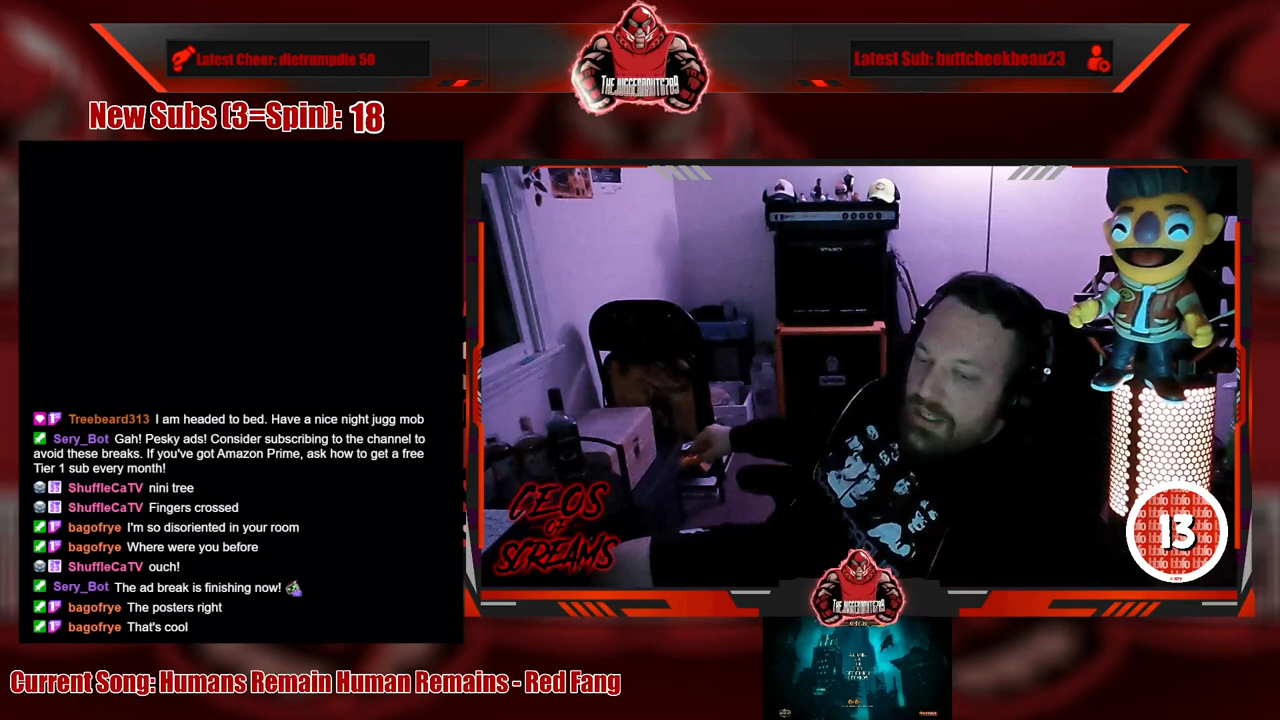 Latest Cheer: dietrumpdie 50
THEJUGGERNAUT6789
Latest Sub: buttcheekbeau23
New Subs (3=Spin): 18
Treebeard313 I am headed to bed. Have a nice night jugg mob
Sery_Bot Gah! Pesky ads! Consider subscribing to the channel to
avoid these breaks. If you've got Amazon Prime, ask how to get a free
Tier 1 sub every month!
ShuffleCaTV nini tree
ShuffleCaTV Fingers crossed
bagofrye I'm so disoriented in your room
bagofrye Where were you before
ShuffleCaTV ouch!
Sery_Bot The ad break is finishing now!
bagofrye The posters right
bagofrye That's cool
CEOS
OF
SCREAMS
13
THEJUGGERNAUT6789
Current Song: Humans Remain Human Remains - Red Fang